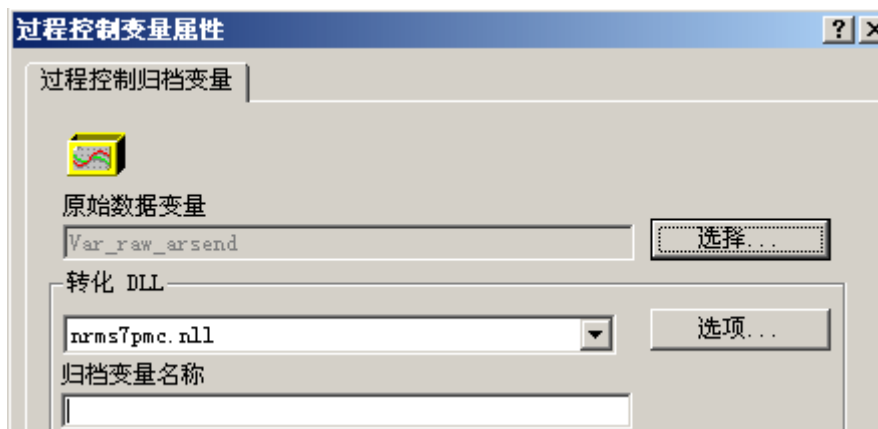 过程控制变量属性
过程控制归档变量
原始数据变量
Var_raw_arsend
选择...
转化 DLL
nrms7pmc.nll
选项...
归档变量名称